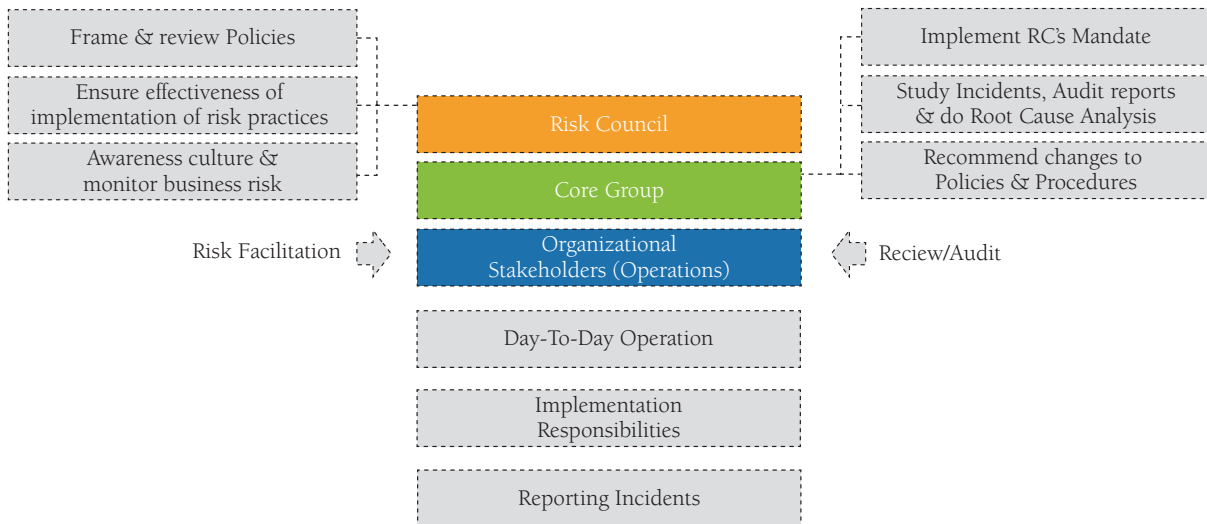 Frame & review Policies
Ensure effectiveness of
implementation of risk practices
Awareness culture &
monitor business risk
Implement RC's Mandate
Study Incidents, Audit reports
& do Root Cause Analysis
Recommend changes to
Policies & Procedures
Risk Council
Core Group
Risk Facilitation
Organizational
Stakeholders (Operations)
Reciew/Audit
Day-To-Day Operation
Implementation
Responsibilities
Reporting Incidents